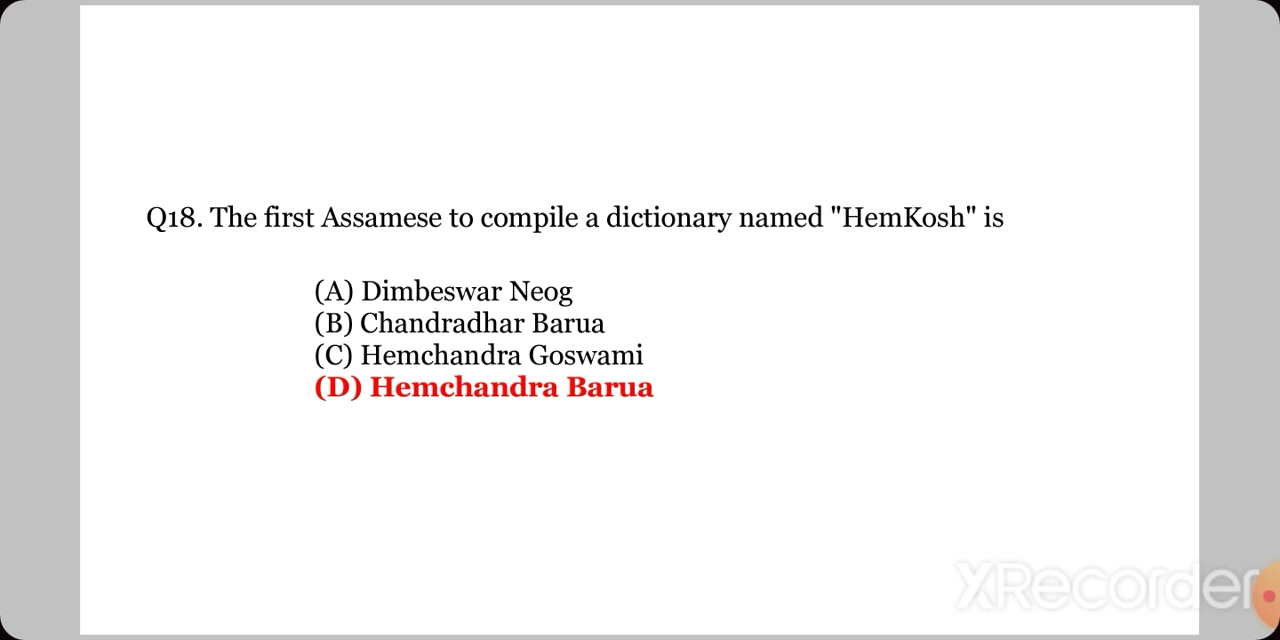 Q18. The first Assamese to compile a dictionary named "HemKosh" is
(A) Dimbeswar Neog
(B) Chandradhar Barua
(C) Hemchandra Goswami
(D) Hemchandra Barua
XRecorder